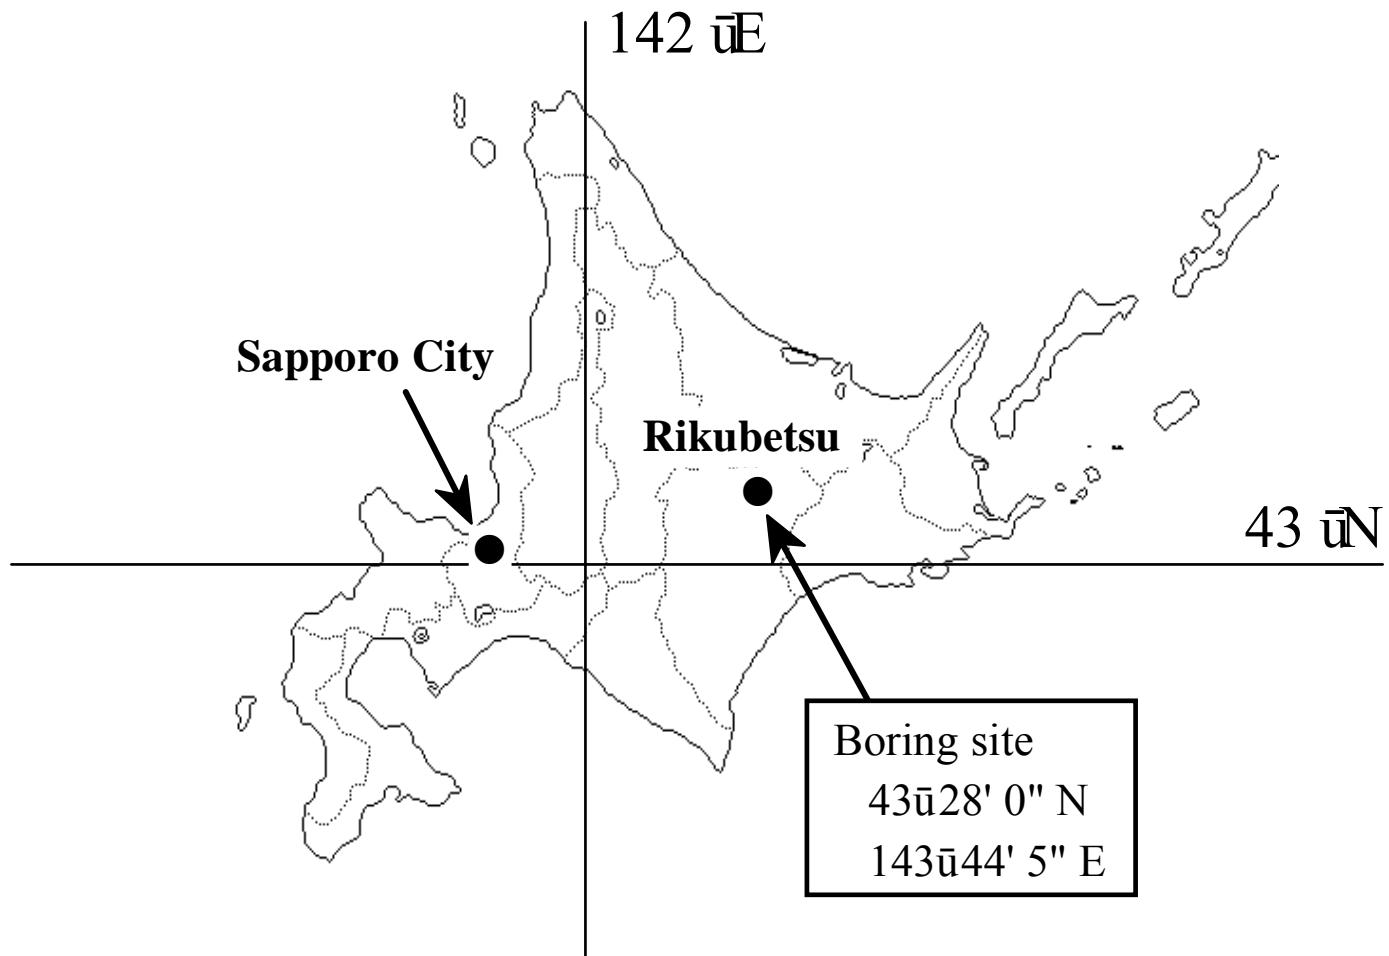 142 ūE
Sapporo City
Rikubetsu
43 ūN
Boring site
43ū28' 0" N
143ū44' 5" E